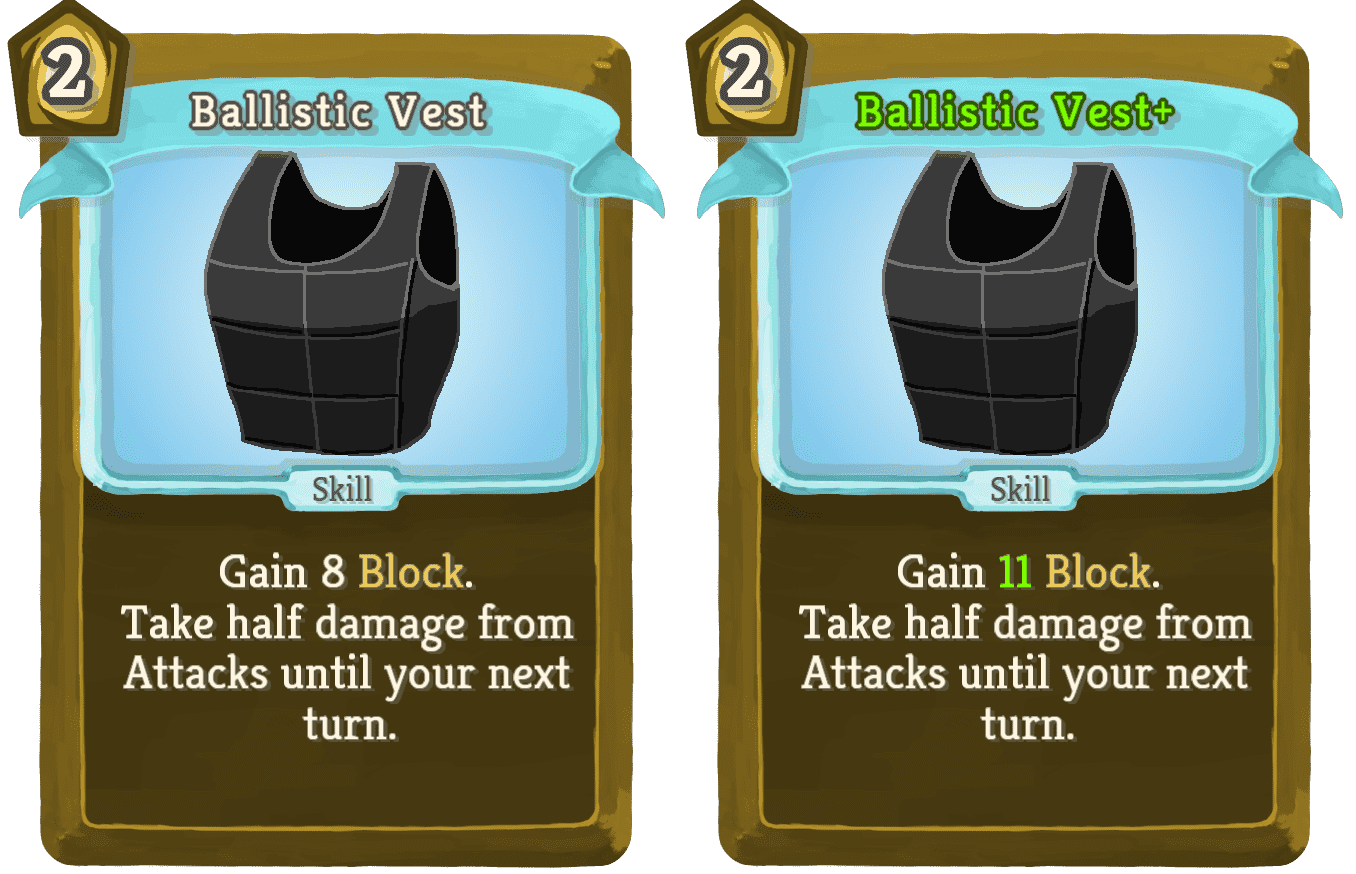 2
Ballistic Vest
Skill
Gain 8 Block.
Take half damage from
Attacks until your next
turn.
2
Ballistic Vest+
Skill
Gain 11 Block.
Take half damage from
Attacks until your next
turn.